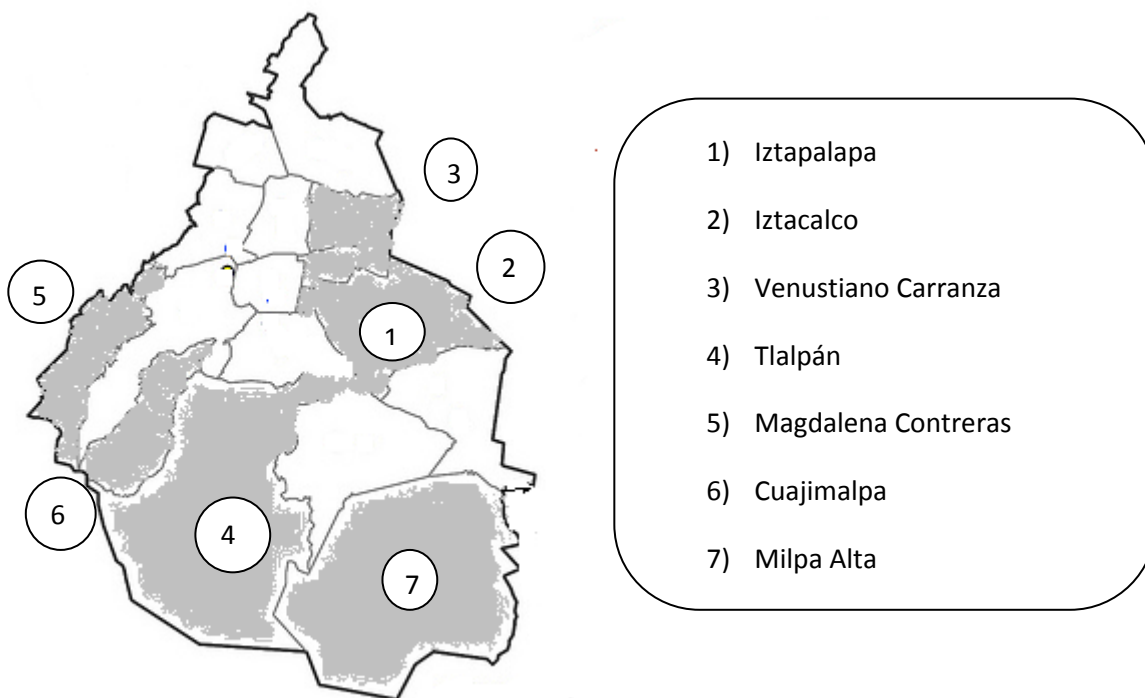 3
2
5
1
6
4
7
1) Iztapalapa
2) Iztacalco
3) Venustiano Carranza
4) Tlalpán
5) Magdalena Contreras
6) Cuajimalpa
7) Milpa Alta